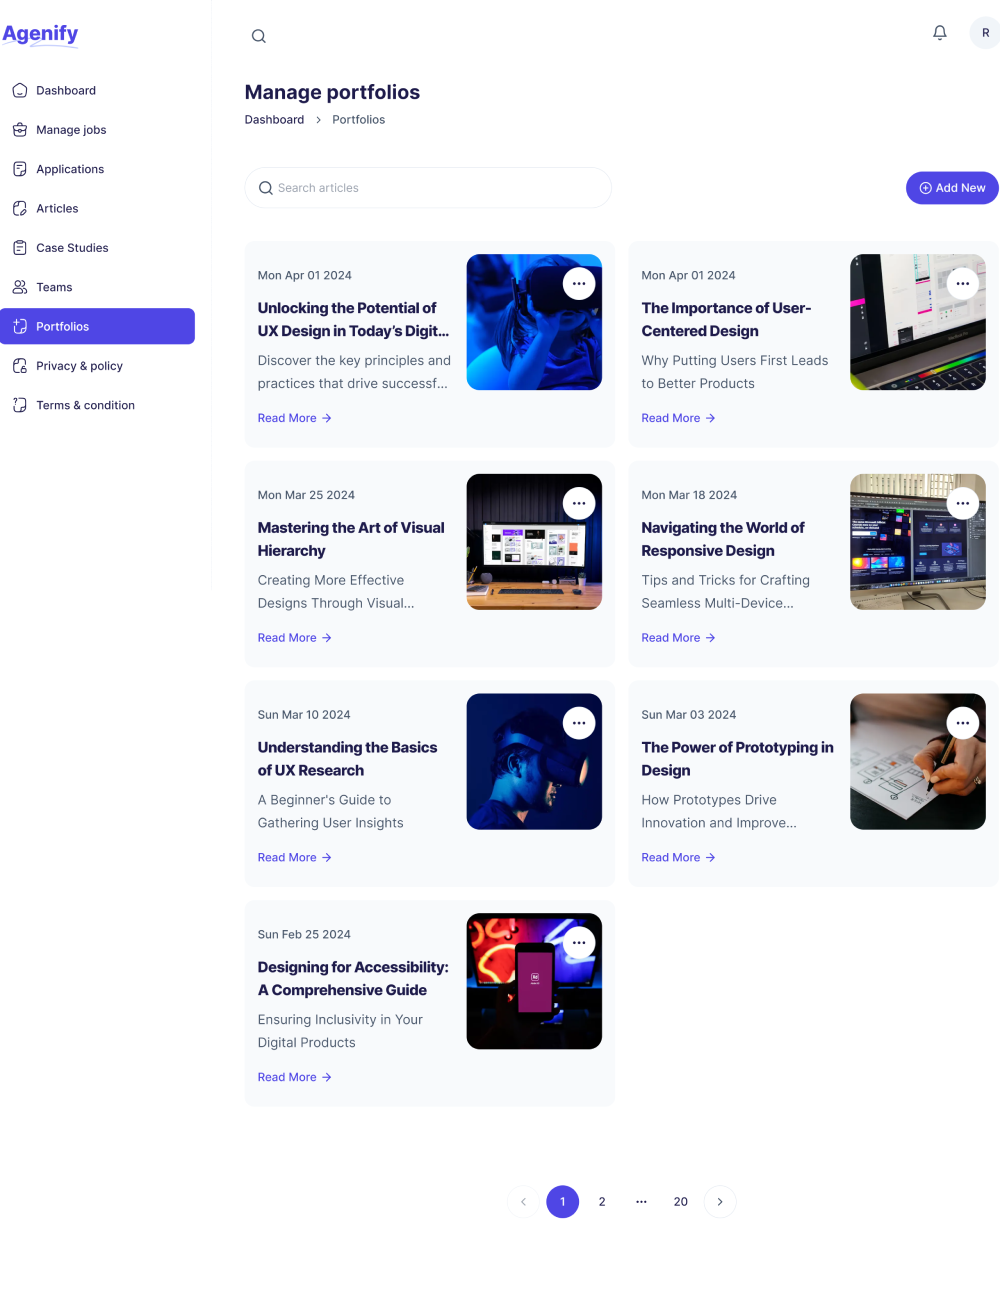 Agenify
R
Dashboard
Manage jobs
Applications
Articles
Case Studies
Teams
Portfolios
Privacy & policy
Terms & condition
Manage portfolios
Dashboard > Portfolios
Search articles
Add New
Mon Apr 01 2024
Unlocking the Potential of
UX Design in Today’s Digit...
Discover the key principles and
practices that drive successf...
Read More →
Mon Apr 01 2024
The Importance of User-
Centered Design
Why Putting Users First Leads
to Better Products
Read More →
Mon Mar 25 2024
Mastering the Art of Visual
Hierarchy
Creating More Effective
Designs Through Visual...
Read More →
Mon Mar 18 2024
Navigating the World of
Responsive Design
Tips and Tricks for Crafting
Seamless Multi-Device...
Read More →
Sun Mar 10 2024
Understanding the Basics
of UX Research
A Beginner's Guide to
Gathering User Insights
Read More →
Sun Mar 03 2024
The Power of Prototyping in
Design
How Prototypes Drive
Innovation and Improve...
Read More →
Sun Feb 25 2024
Designing for Accessibility:
A Comprehensive Guide
Ensuring Inclusivity in Your
Digital Products
Read More →
1 2 ... 20